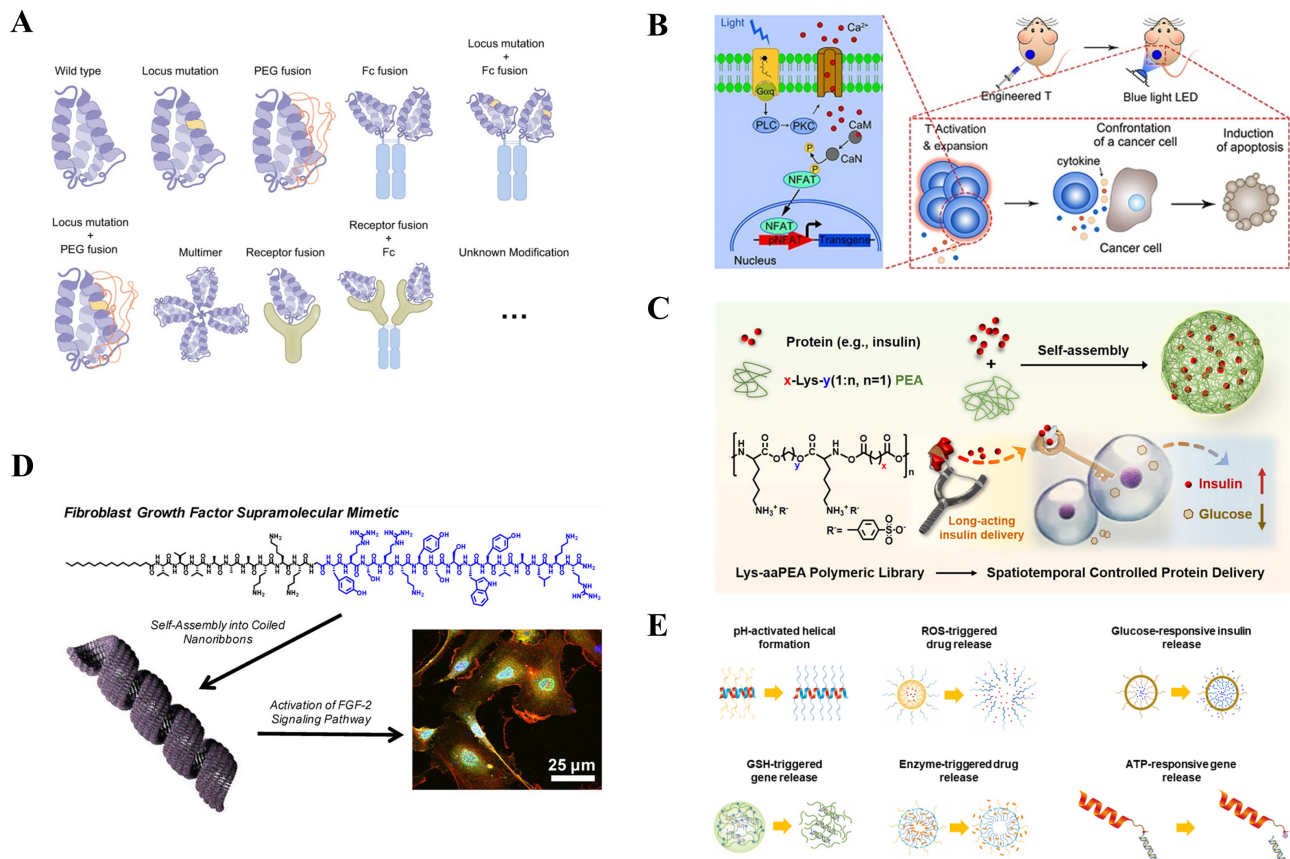 A
Wild type
Locus mutation
PEG fusion
Fc fusion
Locus mutation
+
Fc fusion
Locus mutation
+
PEG fusion
Multimer
Receptor fusion
Receptor fusion
+
Fc
Unknown Modification
...
B
Light
Ca²⁺
Gαq
PLC
PKC
CaM
CaN
P
P
NFAT
NFAT
pNFAT
Transgene
Nucleus
Engineered T
Blue light LED
T Activation
& expansion
Confrontation
of a cancer cell
Induction
of apoptosis
cytokine
Cancer cell
C
Protein (e.g., insulin)
x-Lys-y(1:n, n=1) PEA
+
Self-assembly
H
N
O
O
y
O
O
H
N
O
O
x
O
O
n
NH₃⁺ R⁻
NH₃⁺ R⁻
R⁻=
O
S-O⁻
O
Long-acting
insulin delivery
Insulin
Glucose
Lys-aaPEA Polymeric Library
Spatiotemporal Controlled Protein Delivery
D
Fibroblast Growth Factor Supramolecular Mimetic
Self-Assembly into Coiled
Nanoribbons
Activation of FGF-2
Signaling Pathway
25 μm
E
pH-activated helical
formation
ROS-triggered
drug release
Glucose-responsive insulin
release
GSH-triggered
gene release
Enzyme-triggered drug
release
ATP-responsive gene
release